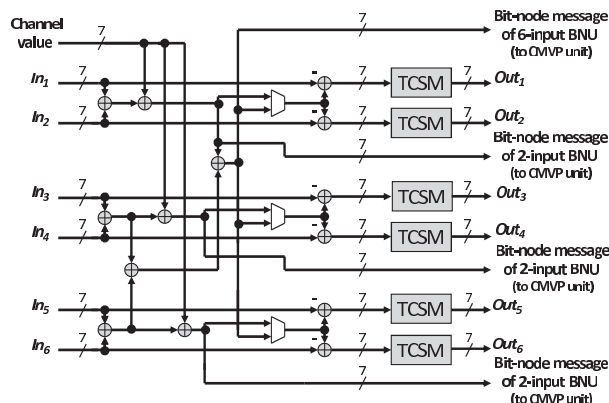 Channel value
7
7
Bit-node message of 6-input BNU (to CMVP unit)
In1
7
-
7
TCSM
7
Out1
In2
7
-
7
TCSM
7
Out2
7
Bit-node message of 2-input BNU (to CMVP unit)
In3
7
-
7
TCSM
7
Out3
In4
7
-
7
TCSM
7
Out4
7
Bit-node message of 2-input BNU (to CMVP unit)
In5
7
-
7
TCSM
7
Out5
In6
7
-
7
TCSM
7
Out6
7
Bit-node message of 2-input BNU (to CMVP unit)